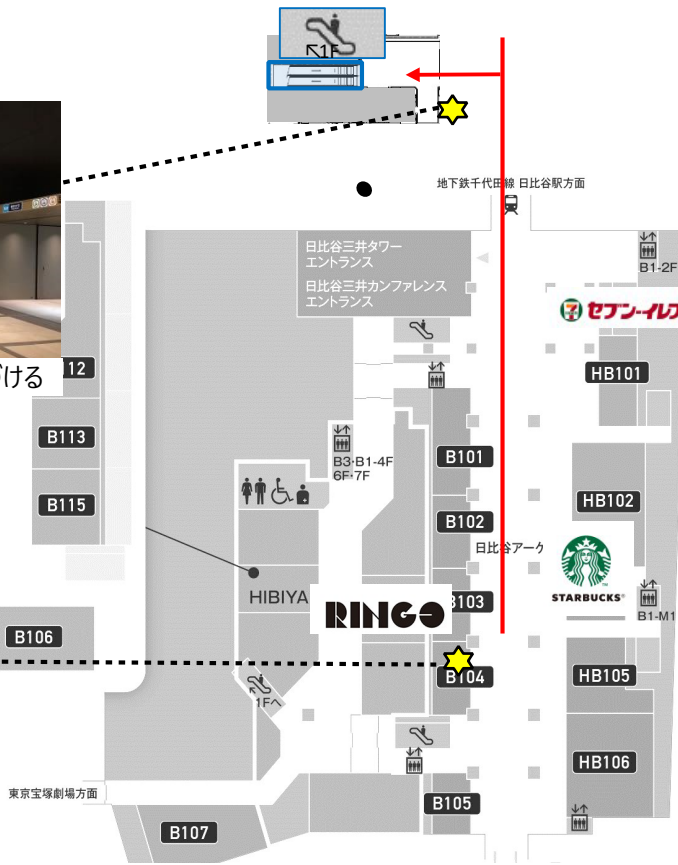 ↖1F
地下鉄千代田線 日比谷駅方面
日比谷三井タワー
エントランス
日比谷三井カンファレンス
エントランス
B1-2F
セブン-イレブ
ける
12
HB101
B113
B101
B3·B1-4F
6F·7F
B115
B102
HB102
日比谷アーク
STARBUCKS®
HIBIYA
RINGO
103
B1-M1
B106
B104
HB105
1Fへ
HB106
東京宝塚劇場方面
B105
B107